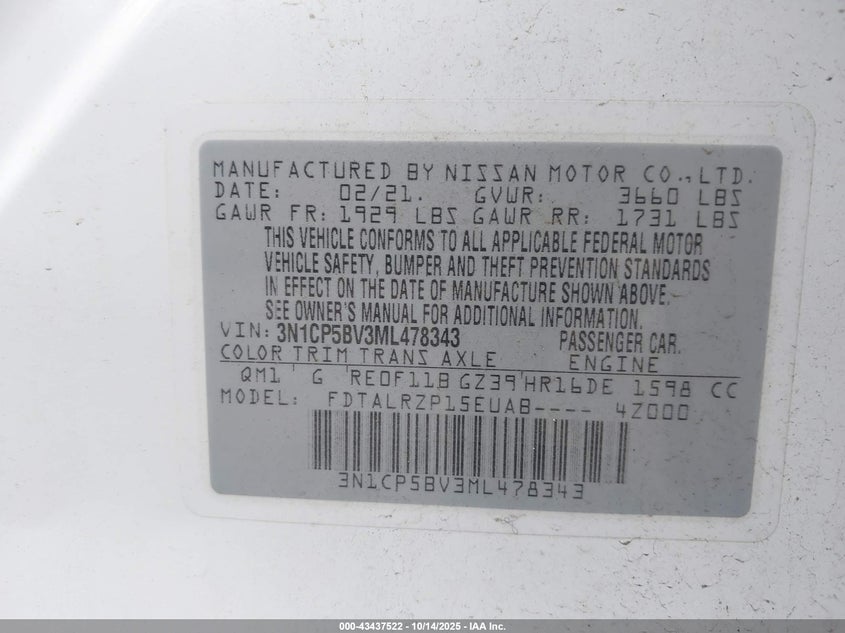 MANUFACTURED BY NISSAN MOTOR CO., LTD.
DATE: 02/21. GVWR: 3660 LBS
GAWR FR: 1929 LBS GAWR RR: 1731 LBS
THIS VEHICLE CONFORMS TO ALL APPLICABLE FEDERAL MOTOR
VEHICLE SAFETY, BUMPER AND THEFT PREVENTION STANDARDS
IN EFFECT ON THE DATE OF MANUFACTURE SHOWN ABOVE.
SEE OWNER'S MANUAL FOR ADDITIONAL INFORMATION.
VIN: 3N1CP5BV3ML478343 PASSENGER CAR.
COLOR TRIM TRANS AXLE ENGINE
QM1 G RE0F11B GZ39 HR16DE 1598 CC
MODEL: FDTALRZP15EUAB---- 4Z000
3N1CP5BV3ML478343
000-43437522 - 10/14/2025 - IAA Inc.